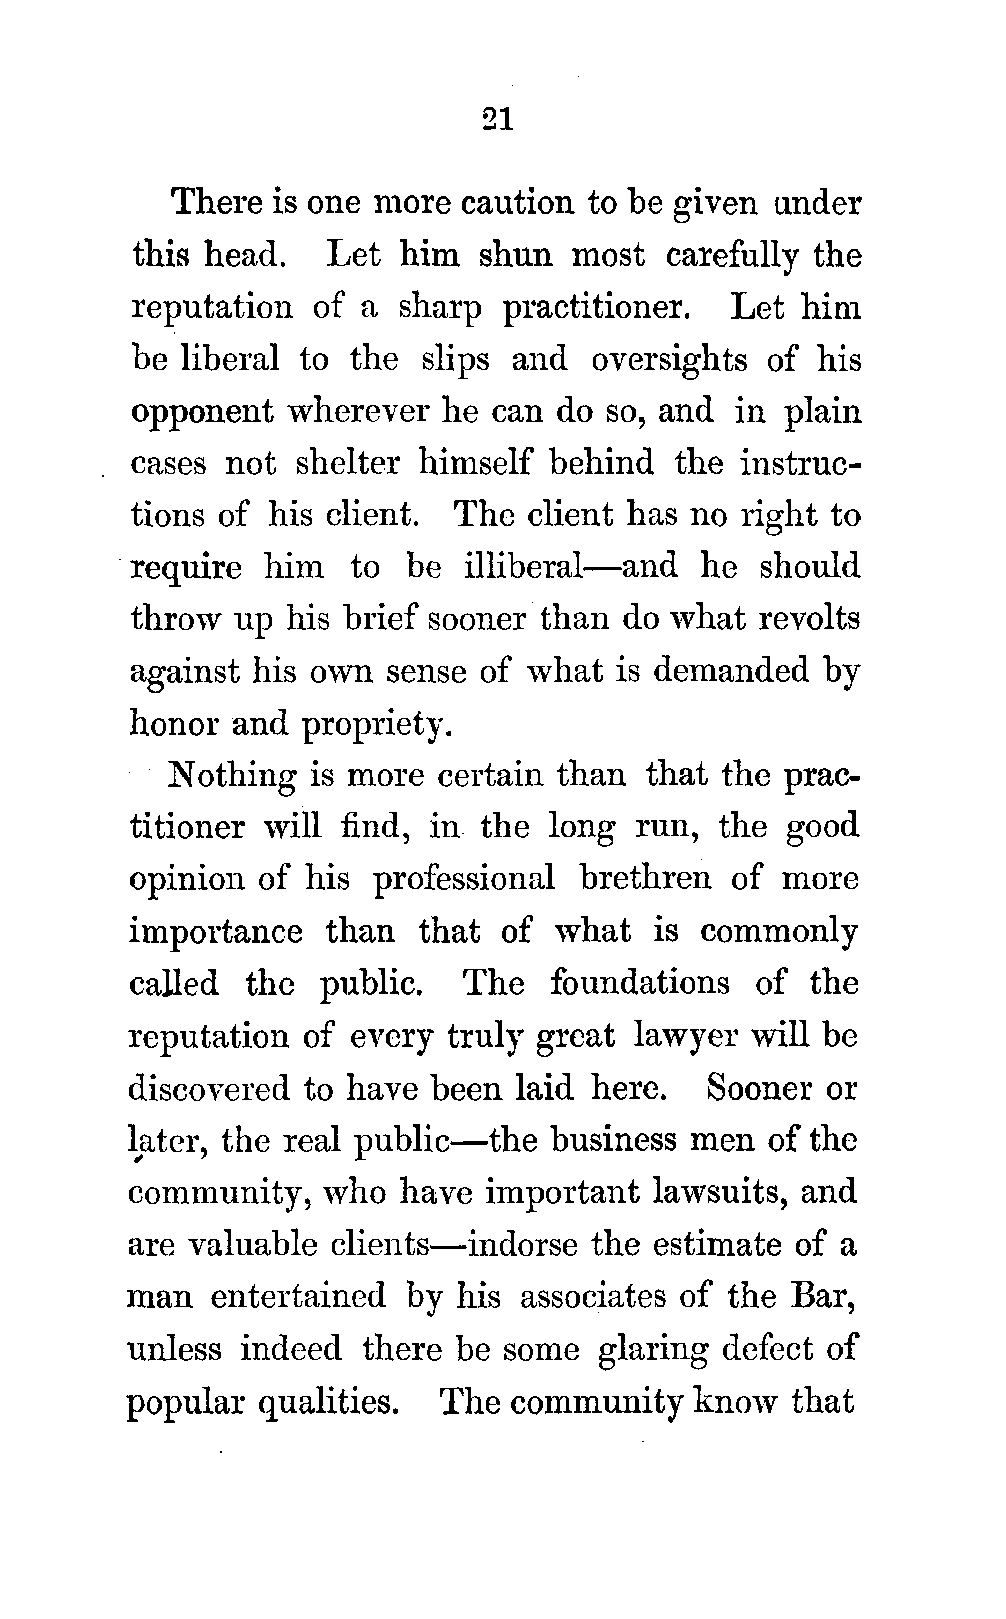 21
There is one more caution to be given under
this head. Let him shun most carefully the
reputation of a sharp practitioner. Let him
be liberal to the slips and oversights of his
opponent wherever he can do so, and in plain
cases not shelter himself behind the instruc-
tions of his client. The client has no right to
require him to be illiberal—and he should
throw up his brief sooner than do what revolts
against his own sense of what is demanded by
honor and propriety.
Nothing is more certain than that the prac-
titioner will find, in the long run, the good
opinion of his professional brethren of more
importance than that of what is commonly
called the public. The foundations of the
reputation of every truly great lawyer will be
discovered to have been laid here. Sooner or
later, the real public—the business men of the
community, who have important lawsuits, and
are valuable clients—indorse the estimate of a
man entertained by his associates of the Bar,
unless indeed there be some glaring defect of
popular qualities. The community know that